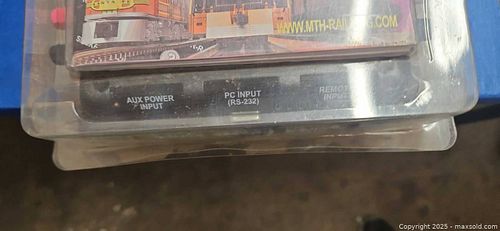 WWW.MTH-RAILKING.COM
AUX POWER
INPUT
PC INPUT
(RS-232)
REMOTE
INPUT
Copyright © 2025 - maxsold.com